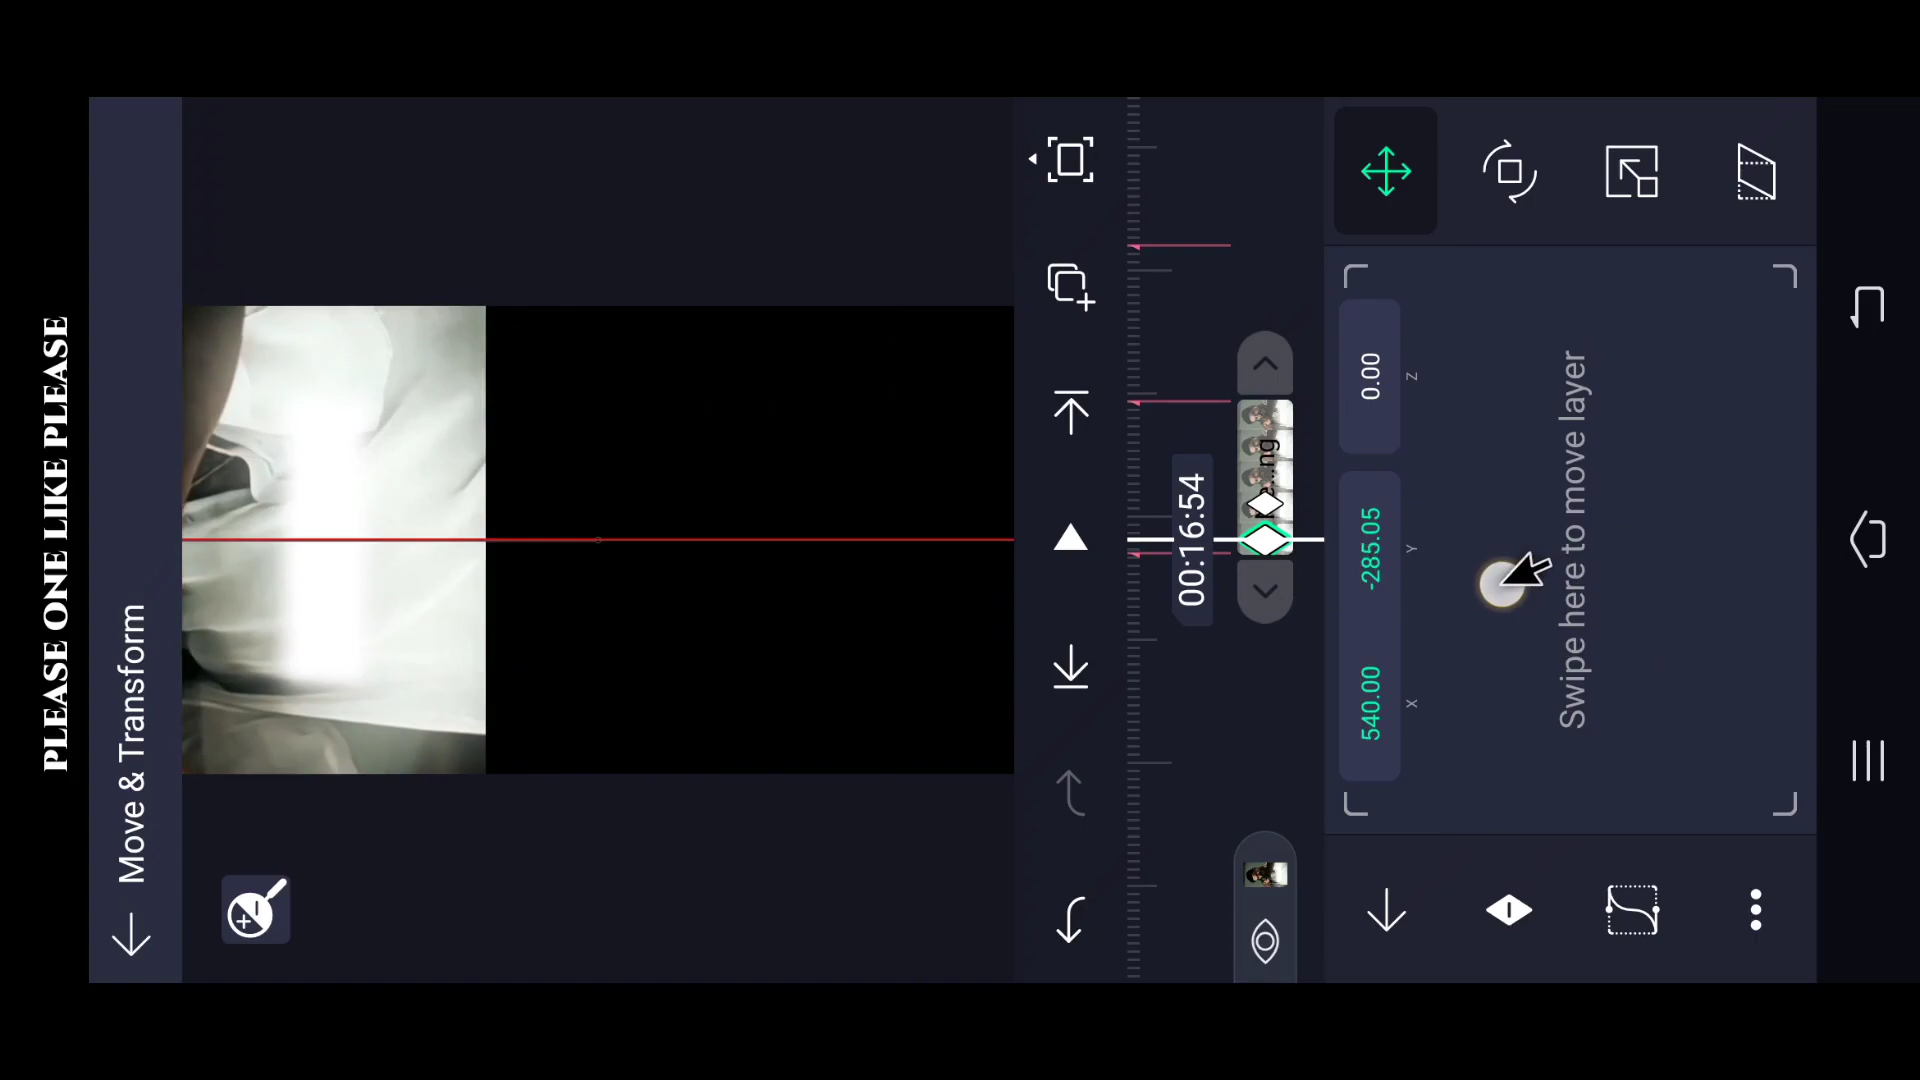 PLEASE ONE LIKE PLEASE
Move & Transform
00:16:54
540.00
X
-285.05
Y
0.00
Z
Swipe here to move layer